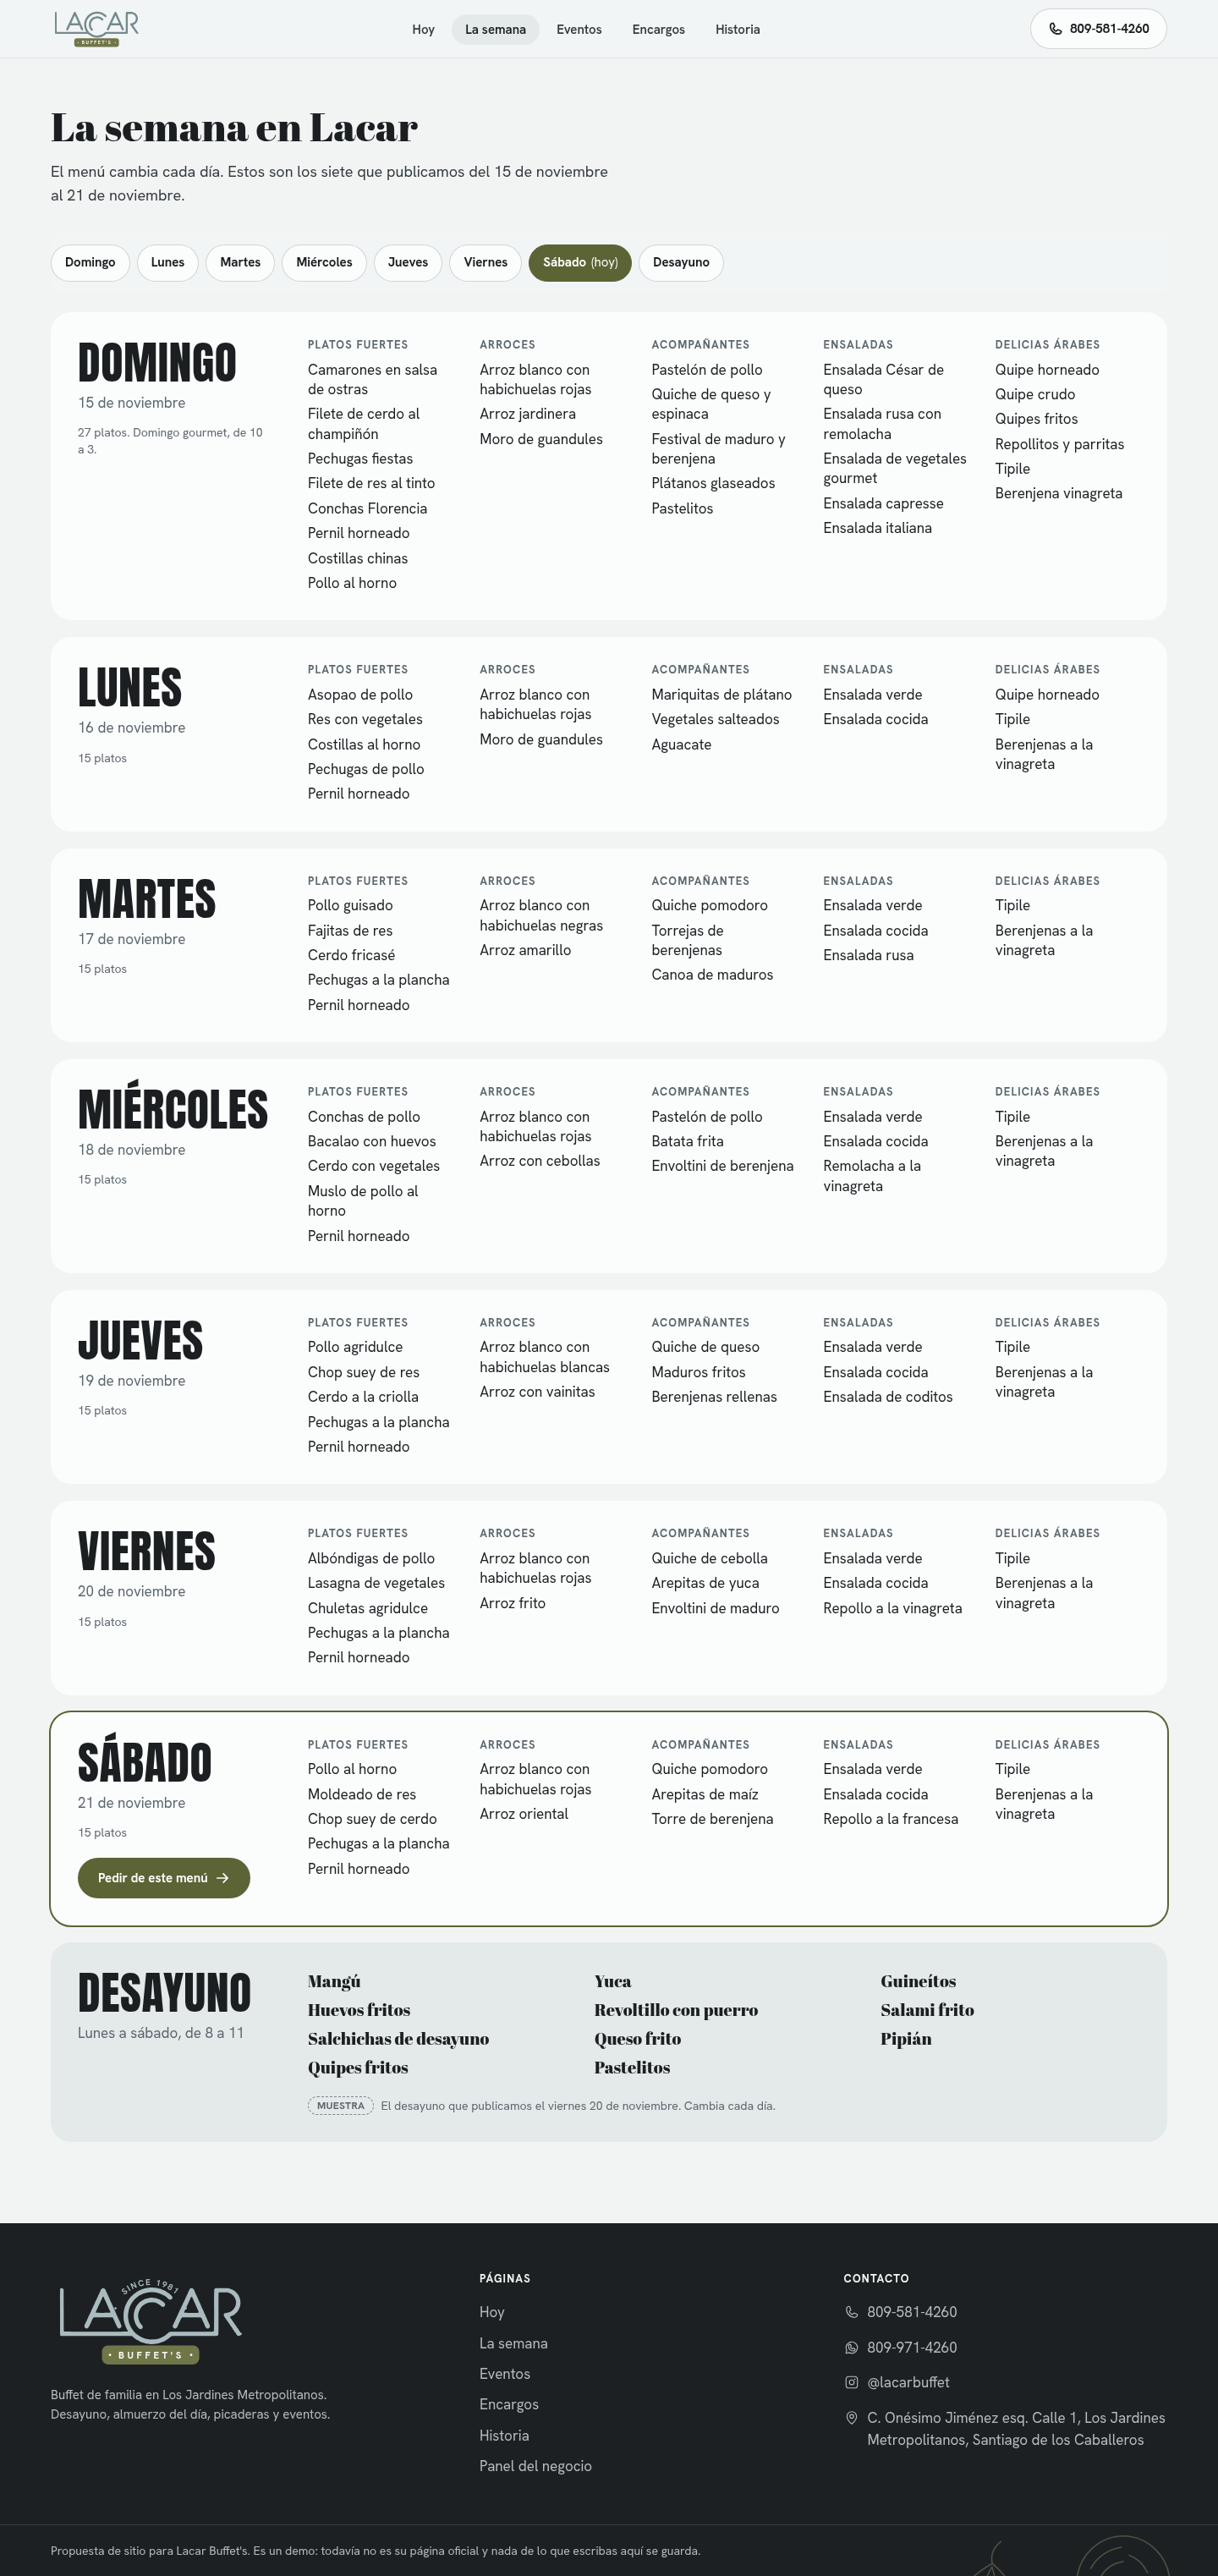 LACAR
· BUFFET'S ·
Hoy
La semana
Eventos
Encargos
Historia
809-581-4260
La semana en Lacar
El menú cambia cada día. Estos son los siete que publicamos del 15 de noviembre
al 21 de noviembre.
Domingo
Lunes
Martes
Miércoles
Jueves
Viernes
Sábado (hoy)
Desayuno
DOMINGO
15 de noviembre
27 platos. Domingo gourmet, de 10
a 3.
PLATOS FUERTES
Camarones en salsa
de ostras
Filete de cerdo al
champiñón
Pechugas fiestas
Filete de res al tinto
Conchas Florencia
Pernil horneado
Costillas chinas
Pollo al horno
ARROCES
Arroz blanco con
habichuelas rojas
Arroz jardinera
Moro de guandules
ACOMPAÑANTES
Pastelón de pollo
Quiche de queso y
espinaca
Festival de maduro y
berenjena
Plátanos glaseados
Pastelitos
ENSALADAS
Ensalada César de
queso
Ensalada rusa con
remolacha
Ensalada de vegetales
gourmet
Ensalada capresse
Ensalada italiana
DELICIAS ÁRABES
Quipe horneado
Quipe crudo
Quipes fritos
Repollitos y parritas
Tipile
Berenjena vinagreta
LUNES
16 de noviembre
15 platos
PLATOS FUERTES
Asopao de pollo
Res con vegetales
Costillas al horno
Pechugas de pollo
Pernil horneado
ARROCES
Arroz blanco con
habichuelas rojas
Moro de guandules
ACOMPAÑANTES
Mariquitas de plátano
Vegetales salteados
Aguacate
ENSALADAS
Ensalada verde
Ensalada cocida
DELICIAS ÁRABES
Quipe horneado
Tipile
Berenjenas a la
vinagreta
MARTES
17 de noviembre
15 platos
PLATOS FUERTES
Pollo guisado
Fajitas de res
Cerdo fricasé
Pechugas a la plancha
Pernil horneado
ARROCES
Arroz blanco con
habichuelas negras
Arroz amarillo
ACOMPAÑANTES
Quiche pomodoro
Torrejas de
berenjenas
Canoa de maduros
ENSALADAS
Ensalada verde
Ensalada cocida
Ensalada rusa
DELICIAS ÁRABES
Tipile
Berenjenas a la
vinagreta
MIÉRCOLES
18 de noviembre
15 platos
PLATOS FUERTES
Conchas de pollo
Bacalao con huevos
Cerdo con vegetales
Muslo de pollo al
horno
Pernil horneado
ARROCES
Arroz blanco con
habichuelas rojas
Arroz con cebollas
ACOMPAÑANTES
Pastelón de pollo
Batata frita
Envoltini de berenjena
ENSALADAS
Ensalada verde
Ensalada cocida
Remolacha a la
vinagreta
DELICIAS ÁRABES
Tipile
Berenjenas a la
vinagreta
JUEVES
19 de noviembre
15 platos
PLATOS FUERTES
Pollo agridulce
Chop suey de res
Cerdo a la criolla
Pechugas a la plancha
Pernil horneado
ARROCES
Arroz blanco con
habichuelas blancas
Arroz con vainitas
ACOMPAÑANTES
Quiche de queso
Maduros fritos
Berenjenas rellenas
ENSALADAS
Ensalada verde
Ensalada cocida
Ensalada de coditos
DELICIAS ÁRABES
Tipile
Berenjenas a la
vinagreta
VIERNES
20 de noviembre
15 platos
PLATOS FUERTES
Albóndigas de pollo
Lasagna de vegetales
Chuletas agridulce
Pechugas a la plancha
Pernil horneado
ARROCES
Arroz blanco con
habichuelas rojas
Arroz frito
ACOMPAÑANTES
Quiche de cebolla
Arepitas de yuca
Envoltini de maduro
ENSALADAS
Ensalada verde
Ensalada cocida
Repollo a la vinagreta
DELICIAS ÁRABES
Tipile
Berenjenas a la
vinagreta
SÁBADO
21 de noviembre
15 platos
Pedir de este menú
PLATOS FUERTES
Pollo al horno
Moldeado de res
Chop suey de cerdo
Pechugas a la plancha
Pernil horneado
ARROCES
Arroz blanco con
habichuelas rojas
Arroz oriental
ACOMPAÑANTES
Quiche pomodoro
Arepitas de maíz
Torre de berenjena
ENSALADAS
Ensalada verde
Ensalada cocida
Repollo a la francesa
DELICIAS ÁRABES
Tipile
Berenjenas a la
vinagreta
DESAYUNO
Lunes a sábado, de 8 a 11
Mangú
Yuca
Guineítos
Huevos fritos
Revoltillo con puerro
Salami frito
Salchichas de desayuno
Queso frito
Pipián
Quipes fritos
Pastelitos
MUESTRA
El desayuno que publicamos el viernes 20 de noviembre. Cambia cada día.
SINCE 1981
LACAR
· BUFFET'S ·
Buffet de familia en Los Jardines Metropolitanos.
Desayuno, almuerzo del día, picaderas y eventos.
PÁGINAS
Hoy
La semana
Eventos
Encargos
Historia
Panel del negocio
CONTACTO
809-581-4260
809-971-4260
@lacarbuffet
C. Onésimo Jiménez esq. Calle 1, Los Jardines
Metropolitanos, Santiago de los Caballeros
Propuesta de sitio para Lacar Buffet's. Es un demo: todavía no es su página oficial y nada de lo que escribas aquí se guarda.